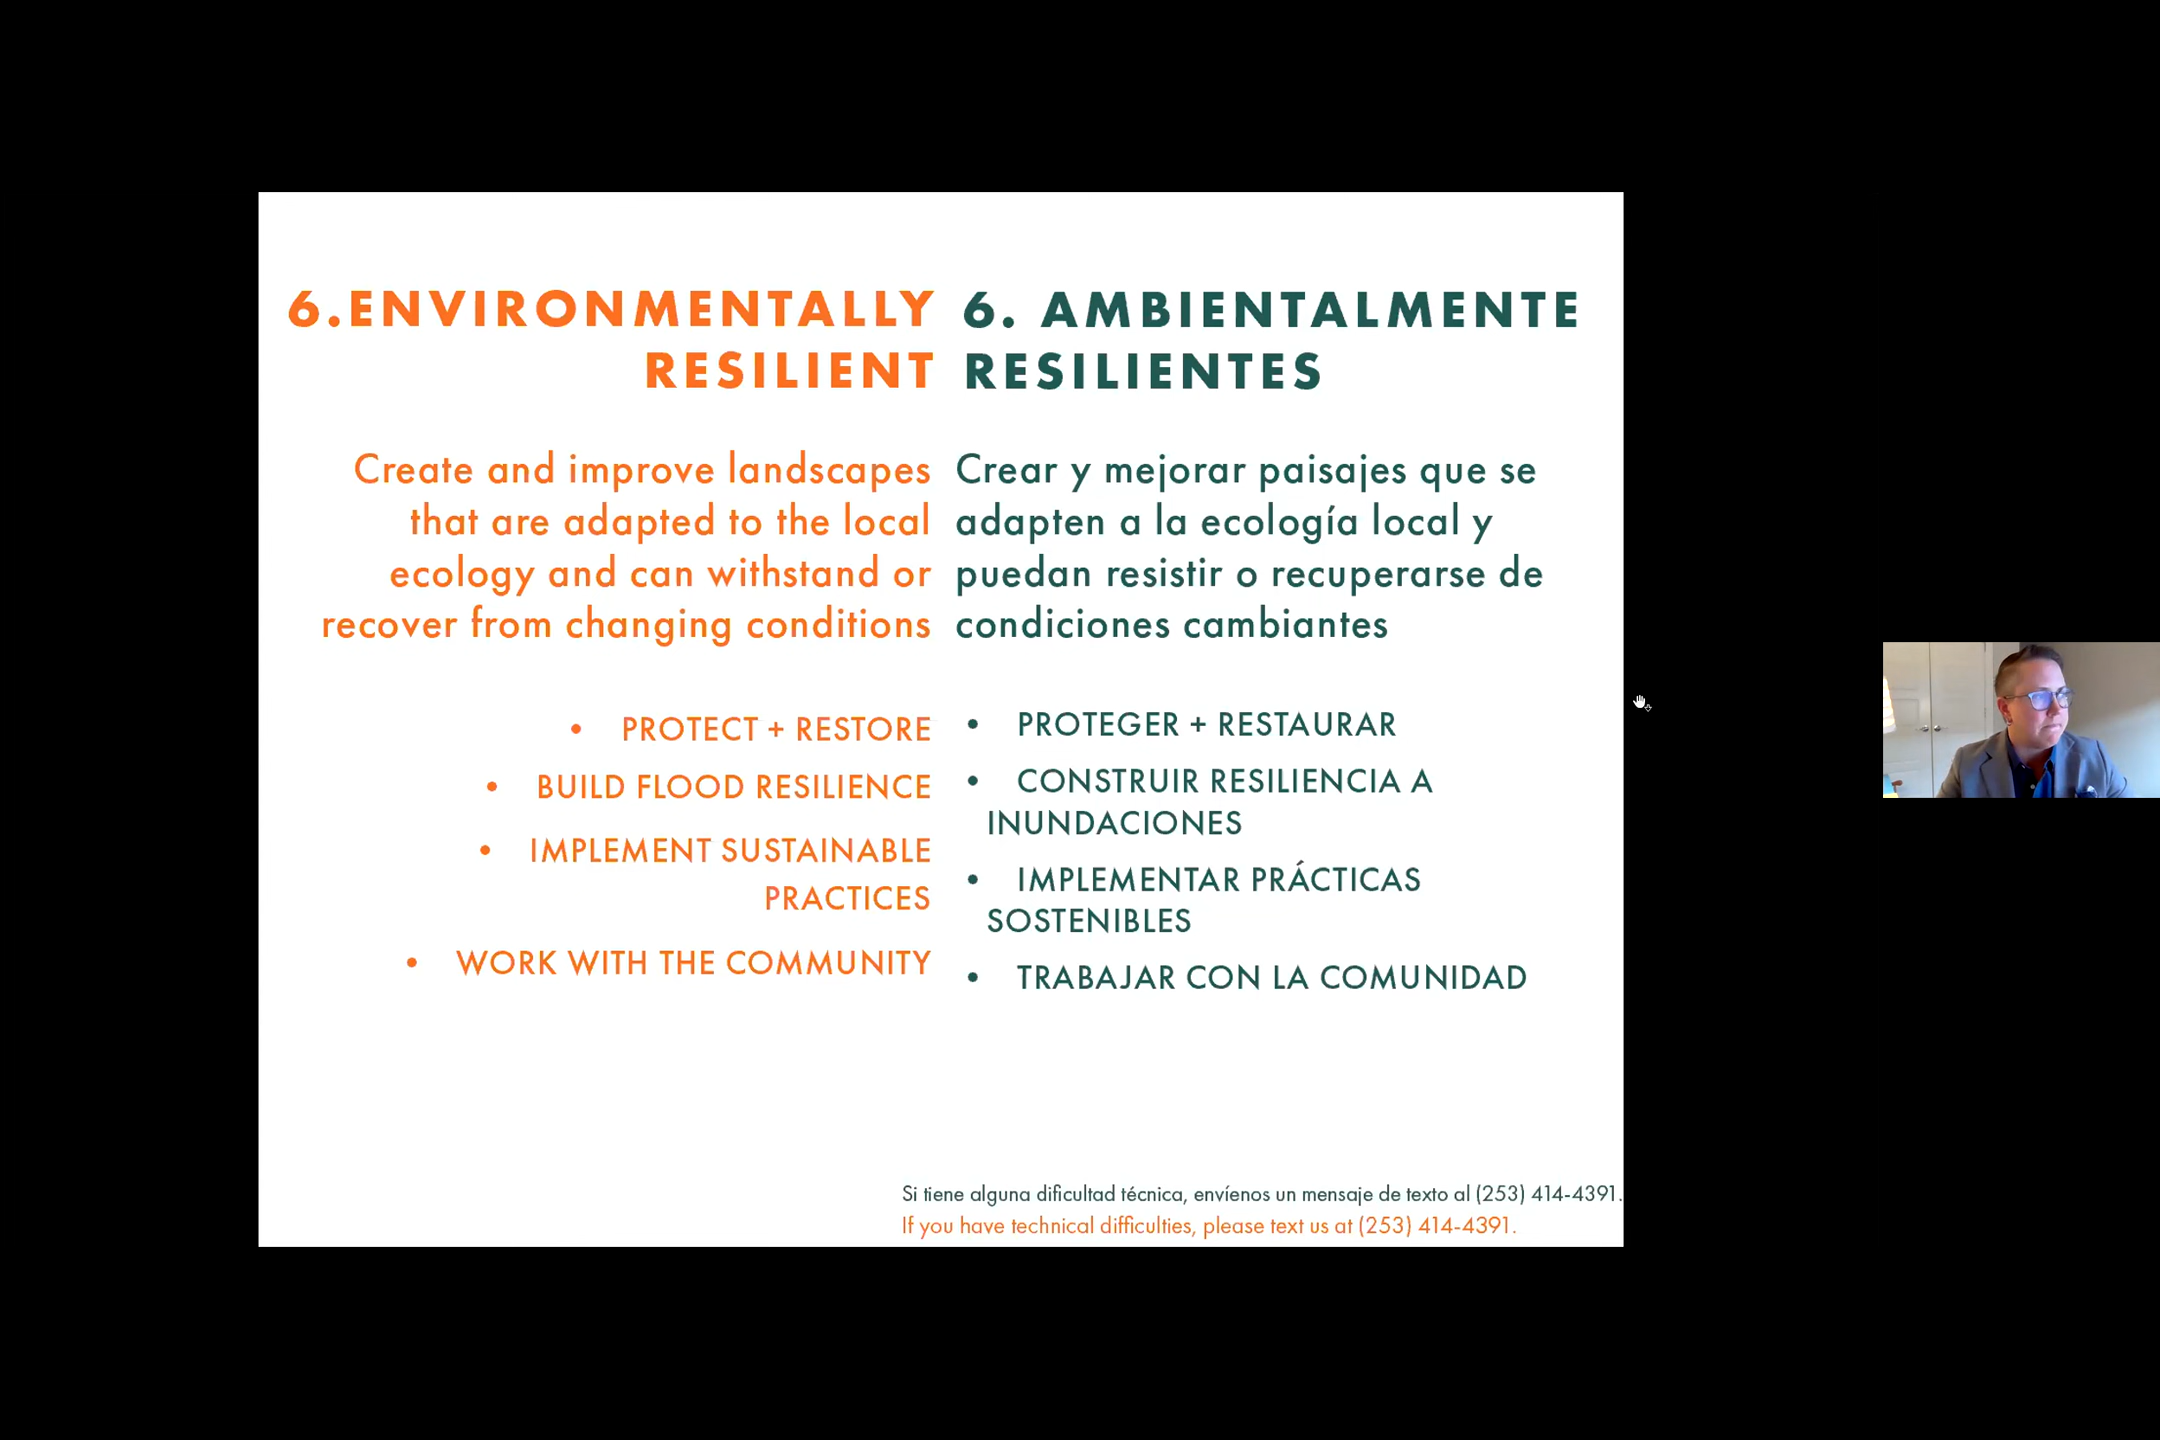 6.ENVIRONMENTALLY
RESILIENT
Create and improve landscapes
that are adapted to the local
ecology and can withstand or
recover from changing conditions
• PROTECT + RESTORE
• BUILD FLOOD RESILIENCE
• IMPLEMENT SUSTAINABLE
PRACTICES
• WORK WITH THE COMMUNITY
6. AMBIENTALMENTE
RESILIENTES
Crear y mejorar paisajes que se
adapten a la ecología local y
puedan resistir o recuperarse de
condiciones cambiantes
• PROTEGER + RESTAURAR
• CONSTRUIR RESILIENCIA A
INUNDACIONES
• IMPLEMENTAR PRÁCTICAS
SOSTENIBLES
• TRABAJAR CON LA COMUNIDAD
Si tiene alguna dificultad técnica, envíenos un mensaje de texto al (253) 414-4391.
If you have technical difficulties, please text us at (253) 414-4391.